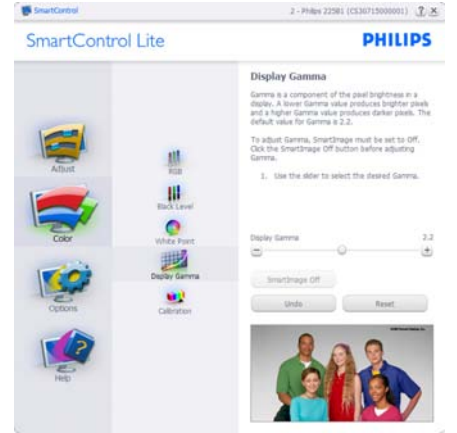 SmartControl
2 - Philips 225B1 (CS30715000001)
SmartControl Lite
PHILIPS
Adjust
Color
Options
Help
RGB
Black Level
White Point
Display Gamma
Calibration
Display Gamma
Gamma is a component of the pixel brightness in a
display. A lower Gamma value produces brighter pixels
and a higher Gamma value produces darker pixels. The
default value for Gamma is 2.2.
To adjust Gamma, SmartImage must be set to Off.
Click the SmartImage Off button before adjusting
Gamma.
1. Use the slider to select the desired Gamma.
Display Gamma 2.2
SmartImage Off
Undo
Reset